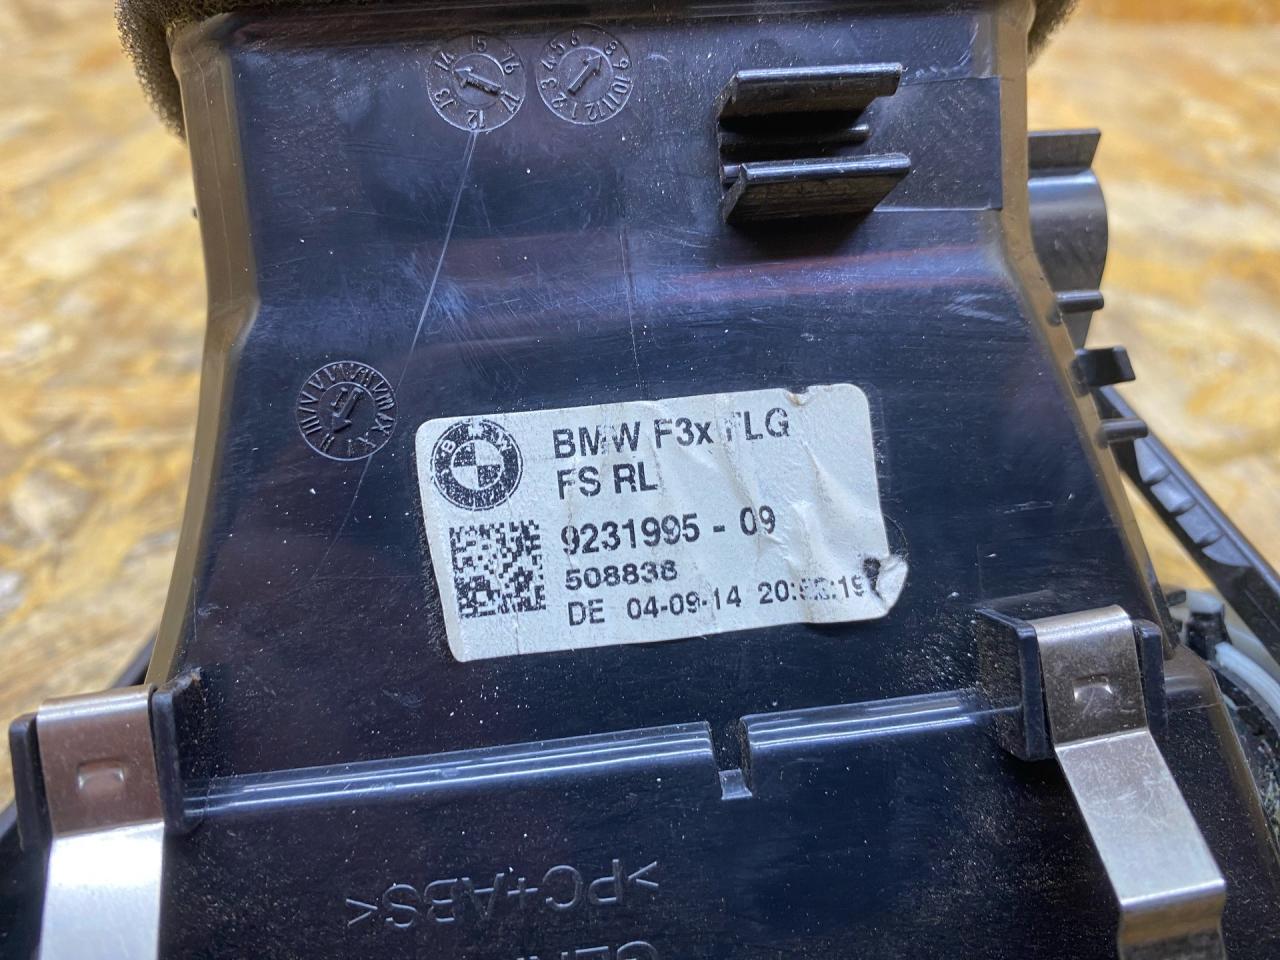 BMW F3x FLG
FS RL
9231995 - 09
508838
DE 04-09-14
>PC+ABS<